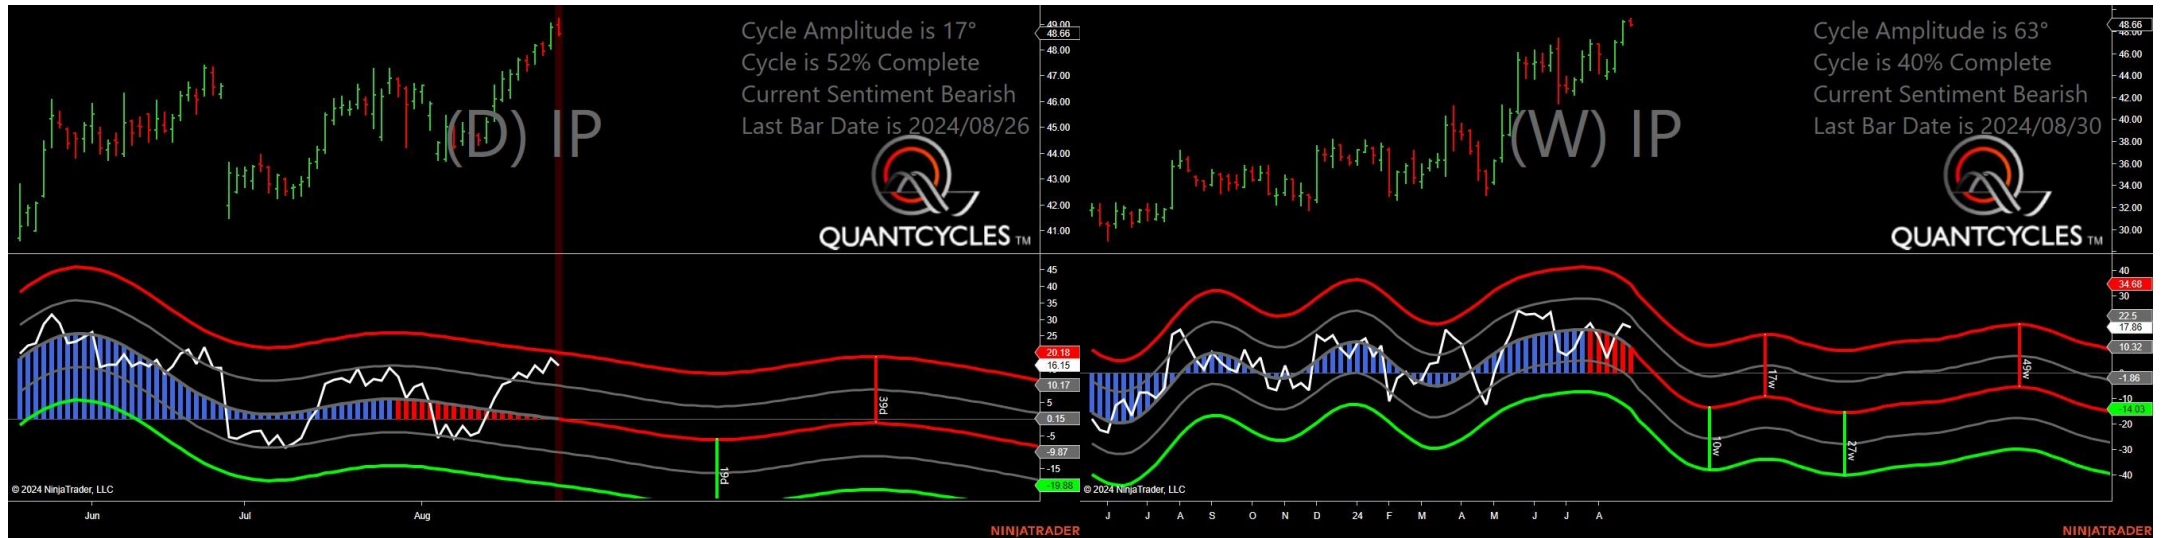 Cycle Amplitude is 17°
Cycle is 52% Complete
Current Sentiment Bearish
Last Bar Date is 2024/08/26
(D) IP
QUANTCYCLES TM
49.00
48.66
48.00
47.00
46.00
45.00
44.00
43.00
42.00
41.00
45
40
35
30
25
20.18
16.15
10.17
5
0.15
-5
-9.87
-15
-19.88
39d
19d
© 2024 NinjaTrader, LLC
Jun Jul Aug
NINJATRADER
Cycle Amplitude is 63°
Cycle is 40% Complete
Current Sentiment Bearish
Last Bar Date is 2024/08/30
(W) IP
QUANTCYCLES TM
48.66
48.00
46.00
44.00
42.00
40.00
38.00
36.00
34.00
32.00
30.00
40
34.68
30
22.5
17.86
10.32
-1.86
-10
-14.03
-20
-30
-40
17w
49w
10w
27w
© 2024 NinjaTrader, LLC
J J A S O N D 24 F M A M J J A
NINJATRADER